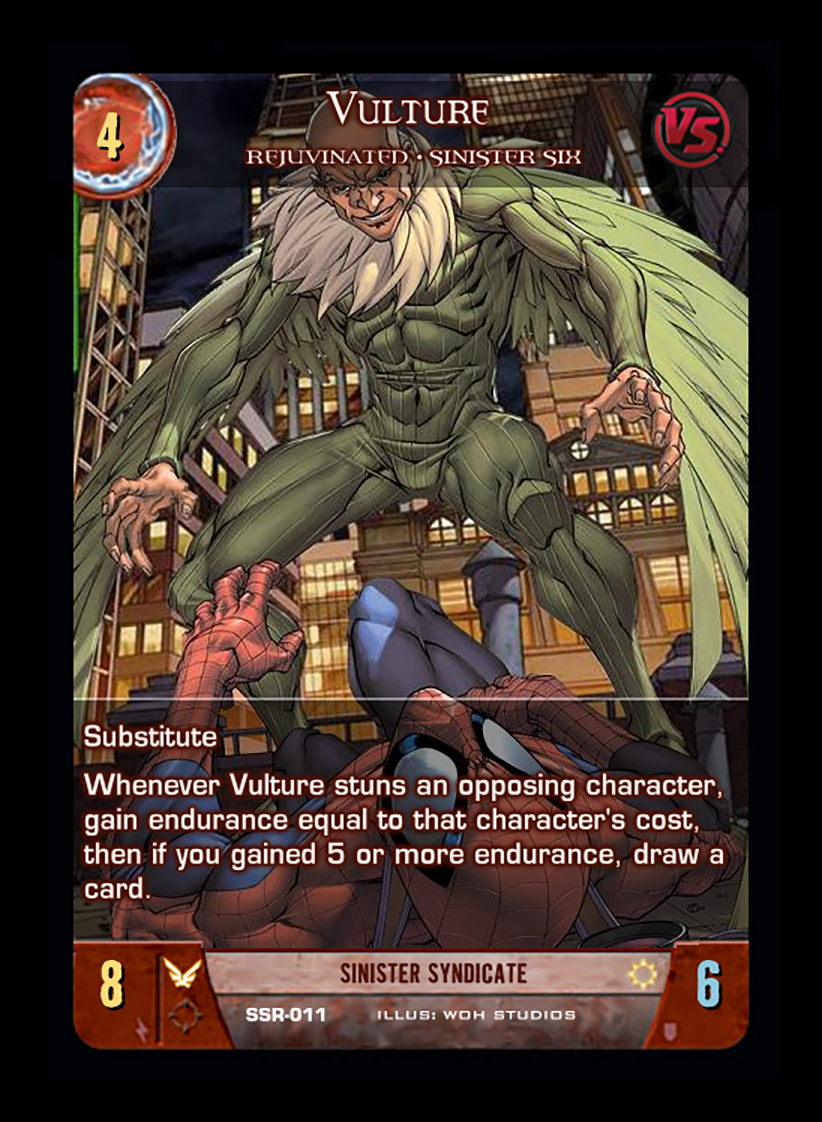 4
VULTURE
VS.
REJUVINATED • SINISTER SIX
Substitute
Whenever Vulture stuns an opposing character,
gain endurance equal to that character's cost,
then if you gained 5 or more endurance, draw a
card.
8
SINISTER SYNDICATE
6
SSR-011 ILLUS: WOH STUDIOS